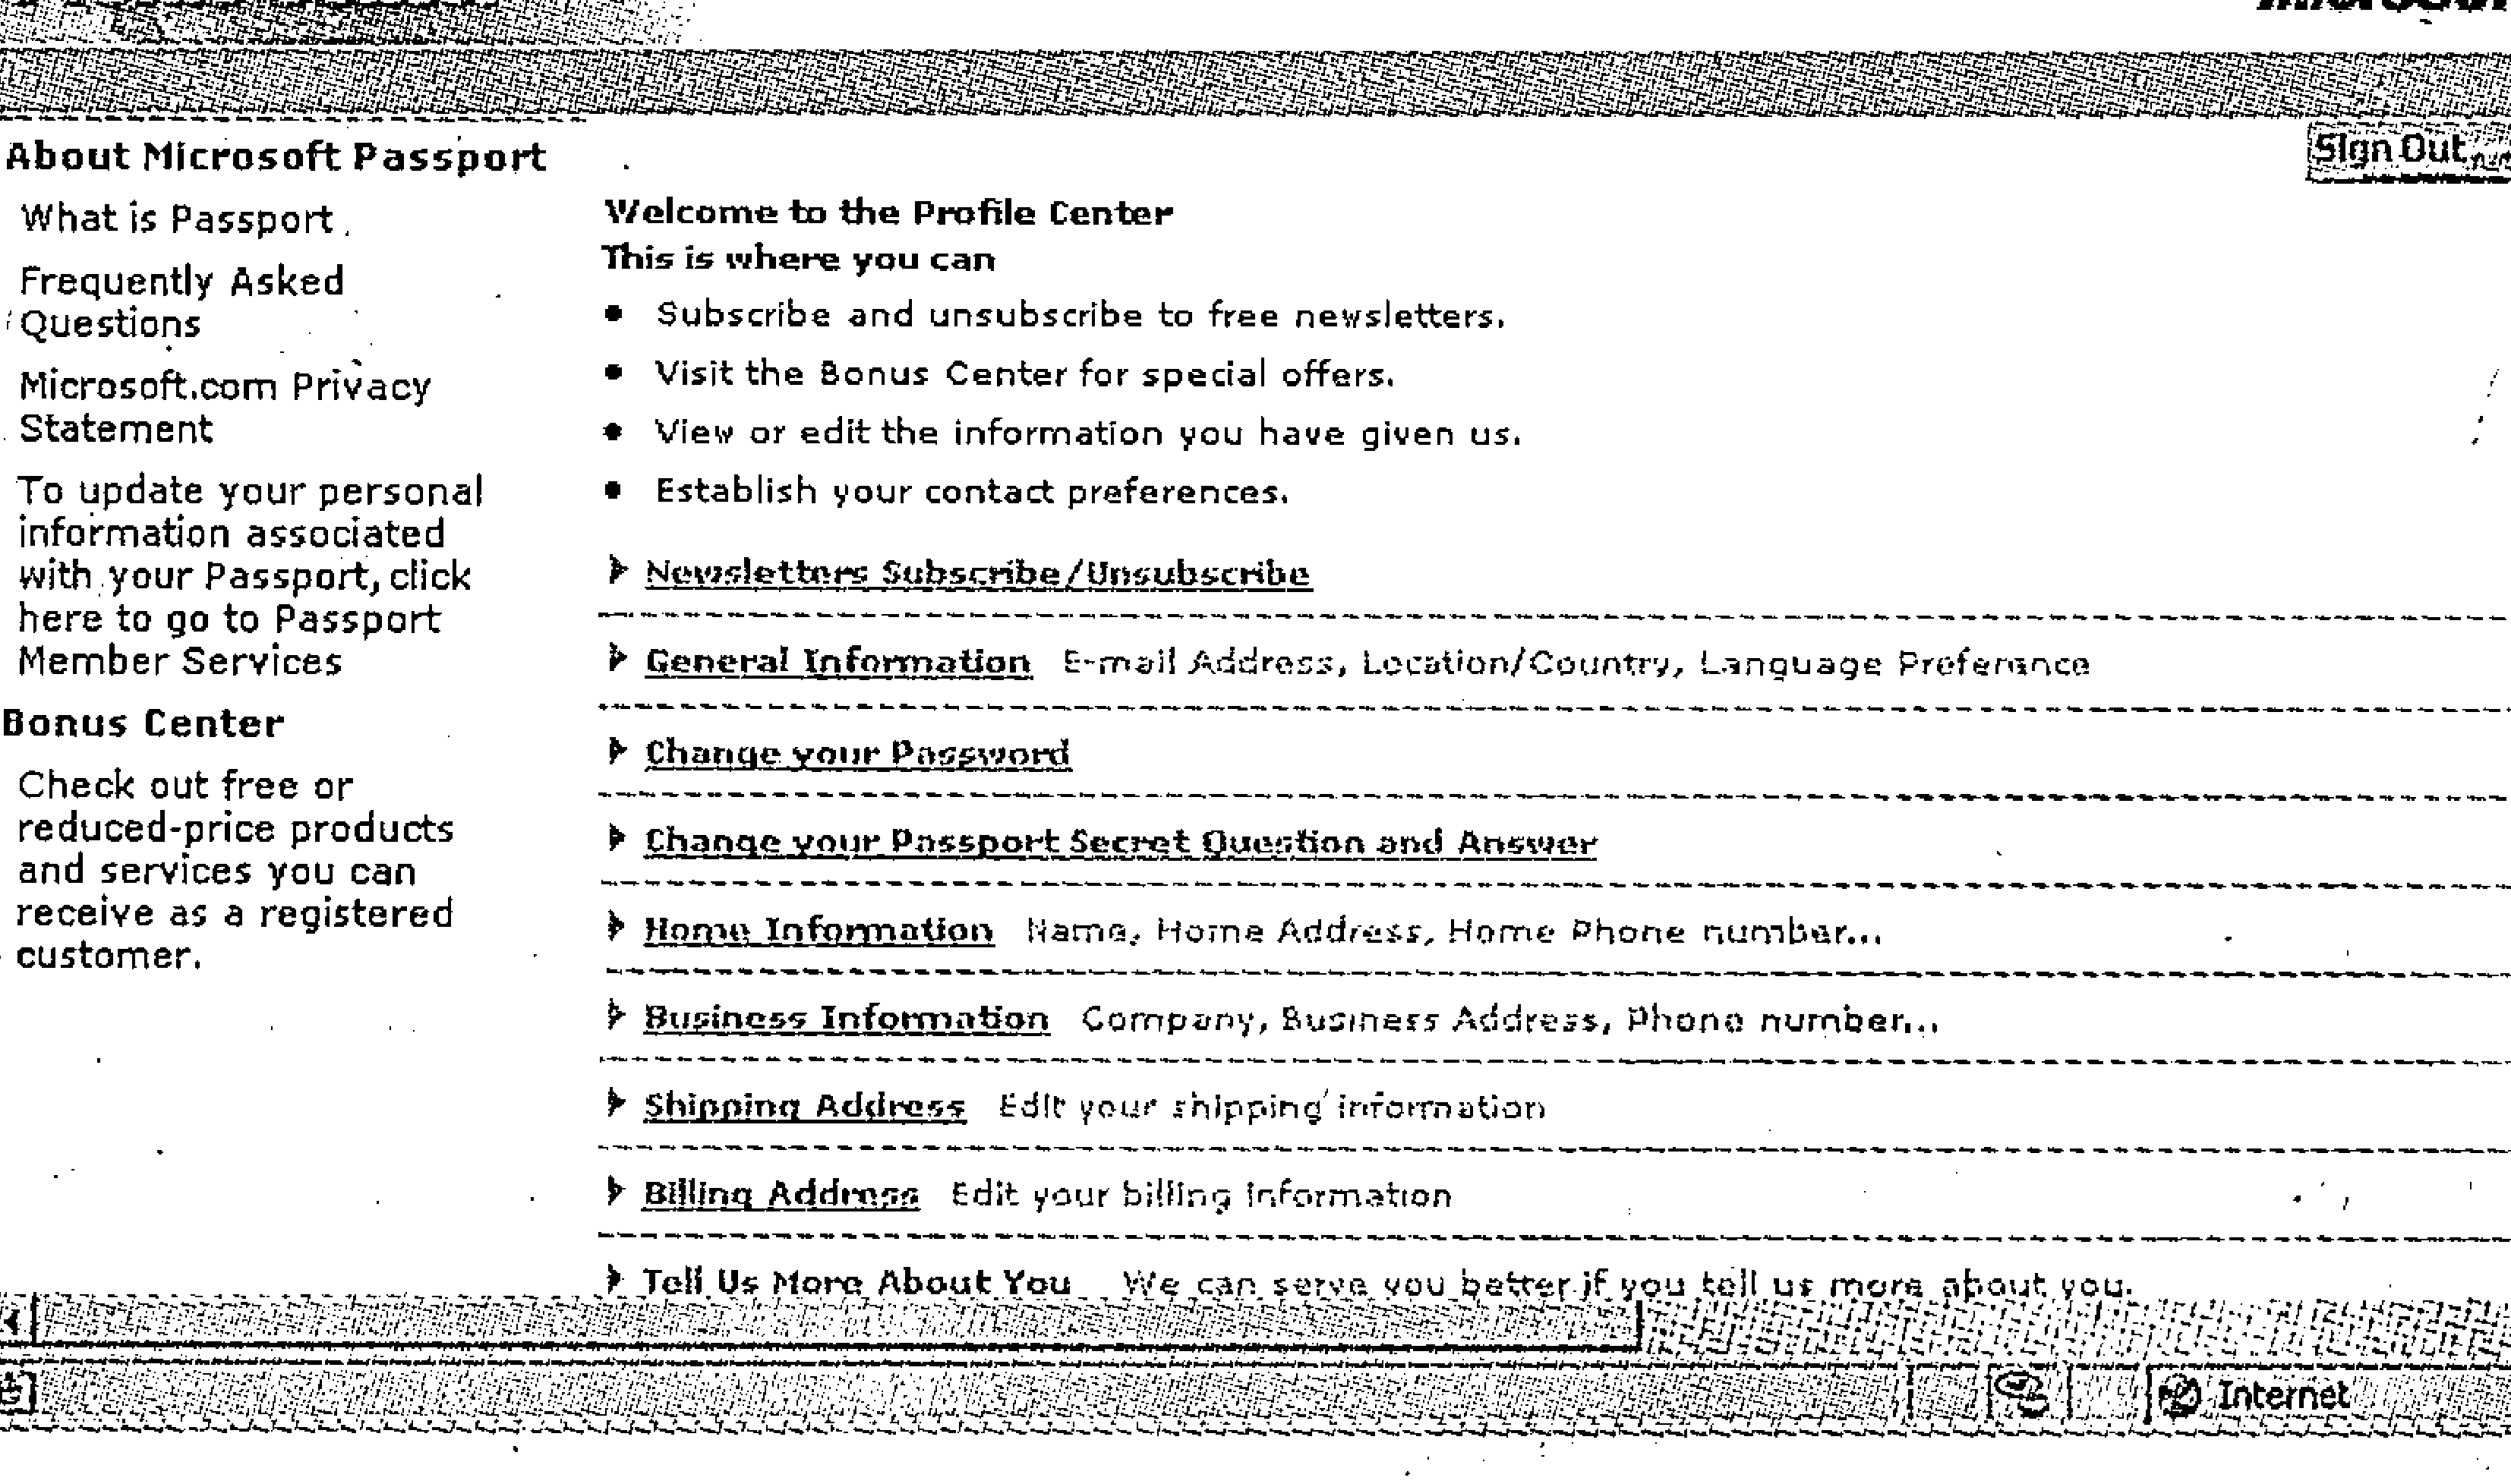 About Microsoft Passport
What is Passport
Frequently Asked
Questions
Microsoft.com Privacy
Statement
To update your personal
information associated
with your Passport, click
here to go to Passport
Member Services
Bonus Center
Check out free or
reduced-price products
and services you can
receive as a registered
customer.
Sign Out
Welcome to the Profile Center
This is where you can
• Subscribe and unsubscribe to free newsletters.
• Visit the Bonus Center for special offers.
• View or edit the information you have given us.
• Establish your contact preferences.
Newsletters Subscribe/Unsubscribe
General Information E-mail Address, Location/Country, Language Preference
Change your Password
Change your Passport Secret Question and Answer
Home Information Name, Home Address, Home Phone number...
Business Information Company, Business Address, Phone number...
Shipping Address Edit your shipping information
Billing Address Edit your billing information
Tell Us More About You We can serve you better if you tell us more about you.
Internet